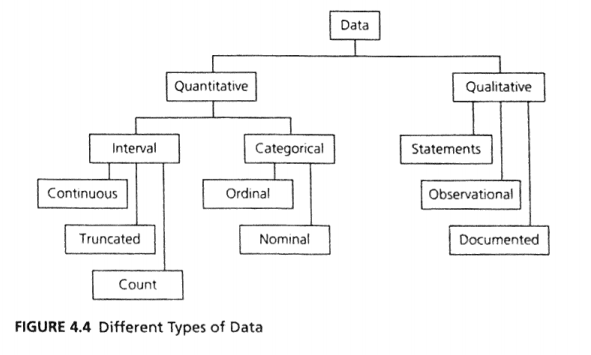 Data
Quantitative
Qualitative
Interval
Categorical
Statements
Continuous
Ordinal
Observational
Truncated
Nominal
Documented
Count
FIGURE 4.4 Different Types of Data